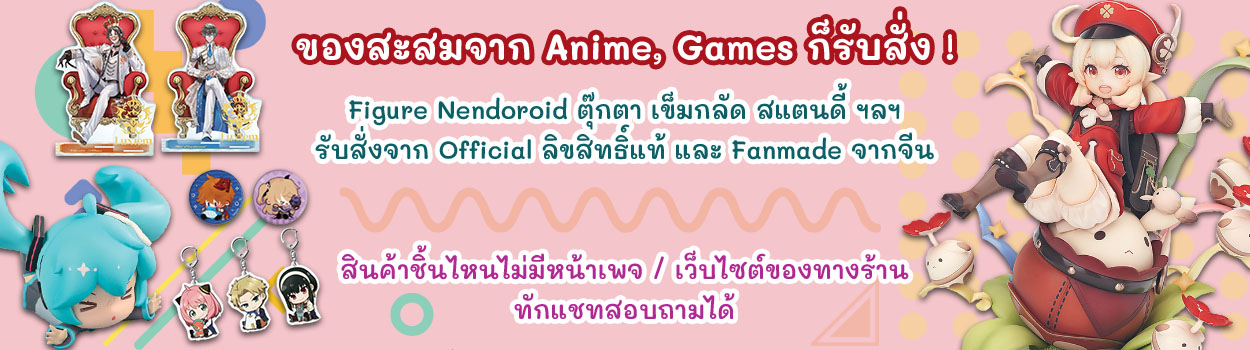 ของสะสมจาก Anime, Games ก็รับสั่ง !
Figure Nendoroid ตุ๊กตา เข็มกลัด สแตนดี้ ฯลฯ
รับสั่งจาก Official ลิขสิทธิ์แท้ และ Fanmade จากจีน
สินค้าชิ้นไหนไม่มีหน้าเพจ / เว็บไซต์ของทางร้าน
ทักแชทสอบถามได้